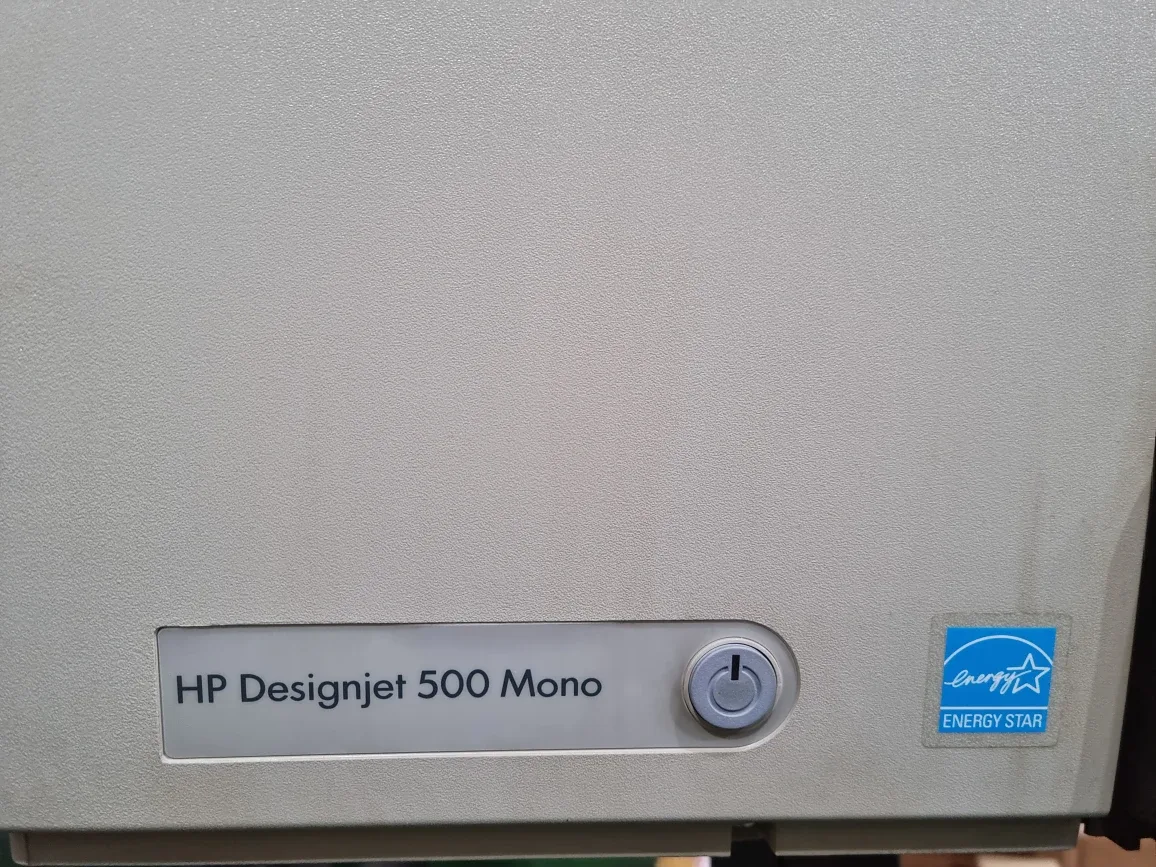 HP Designjet 500 Mono
energy
ENERGY STAR